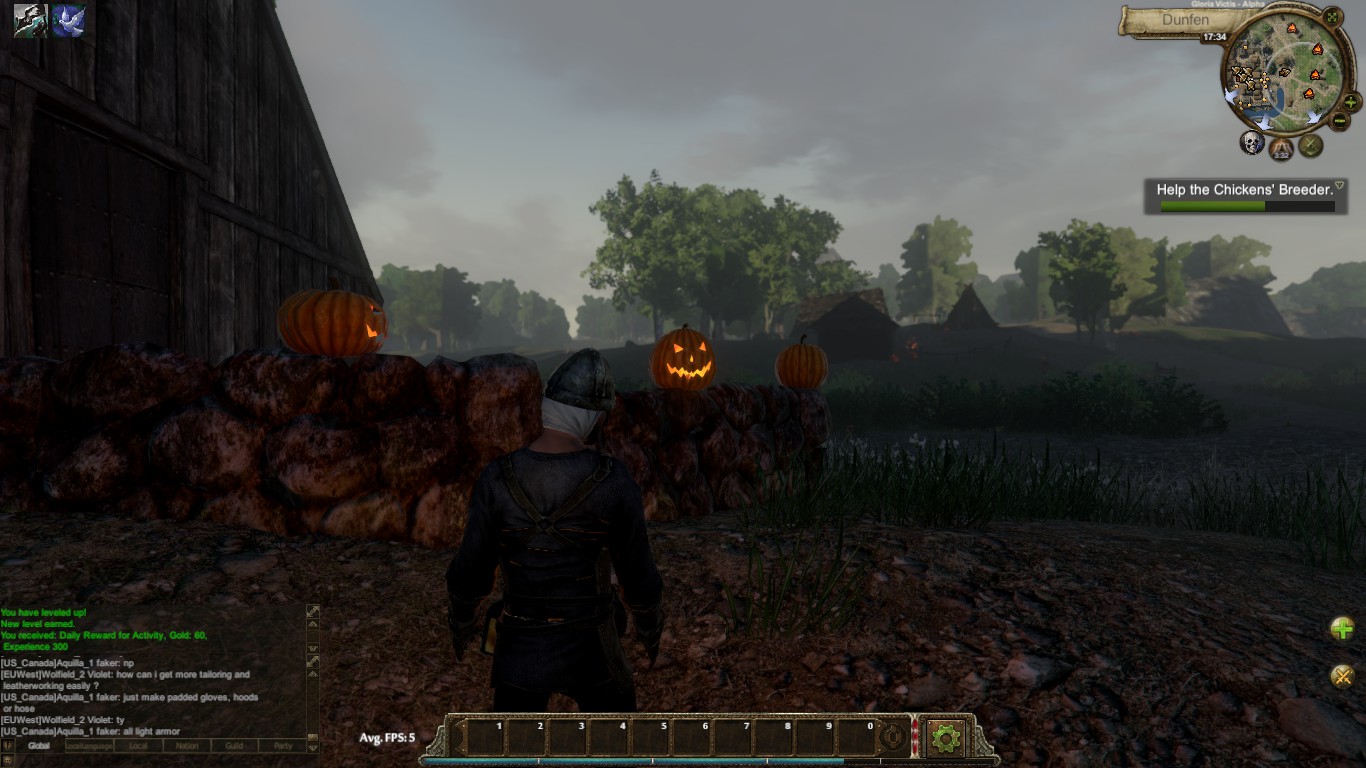 Gloria Victis - Alpha
Dunfen
17:34
3:32
Help the Chickens' Breeder.
You have leveled up!
New level earned.
You received: Daily Reward for Activity, Gold: 60,
Experience 300
[US_Canada]Aquilla_1 faker: np
[EUWest]Wolfield_2 Violet: how can i get more tailoring and
leatherworking easily ?
[US_Canada]Aquilla_1 faker: just make padded gloves, hoods
or hose
[EUWest]Wolfield_2 Violet: ty
[US_Canada]Aquilla_1 faker: all light armor
Global Local Nation Guild Party
Avg. FPS: 5
1 2 3 4 5 6 7 8 9 0